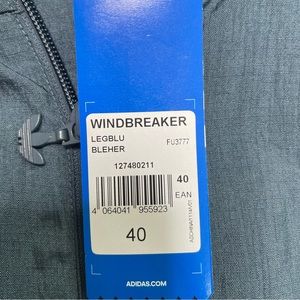 WINDBREAKER
LEGBLU FU3777
BLEHER
127480211
40
EAN
4 064041 955923
40
ADIDAS.COM